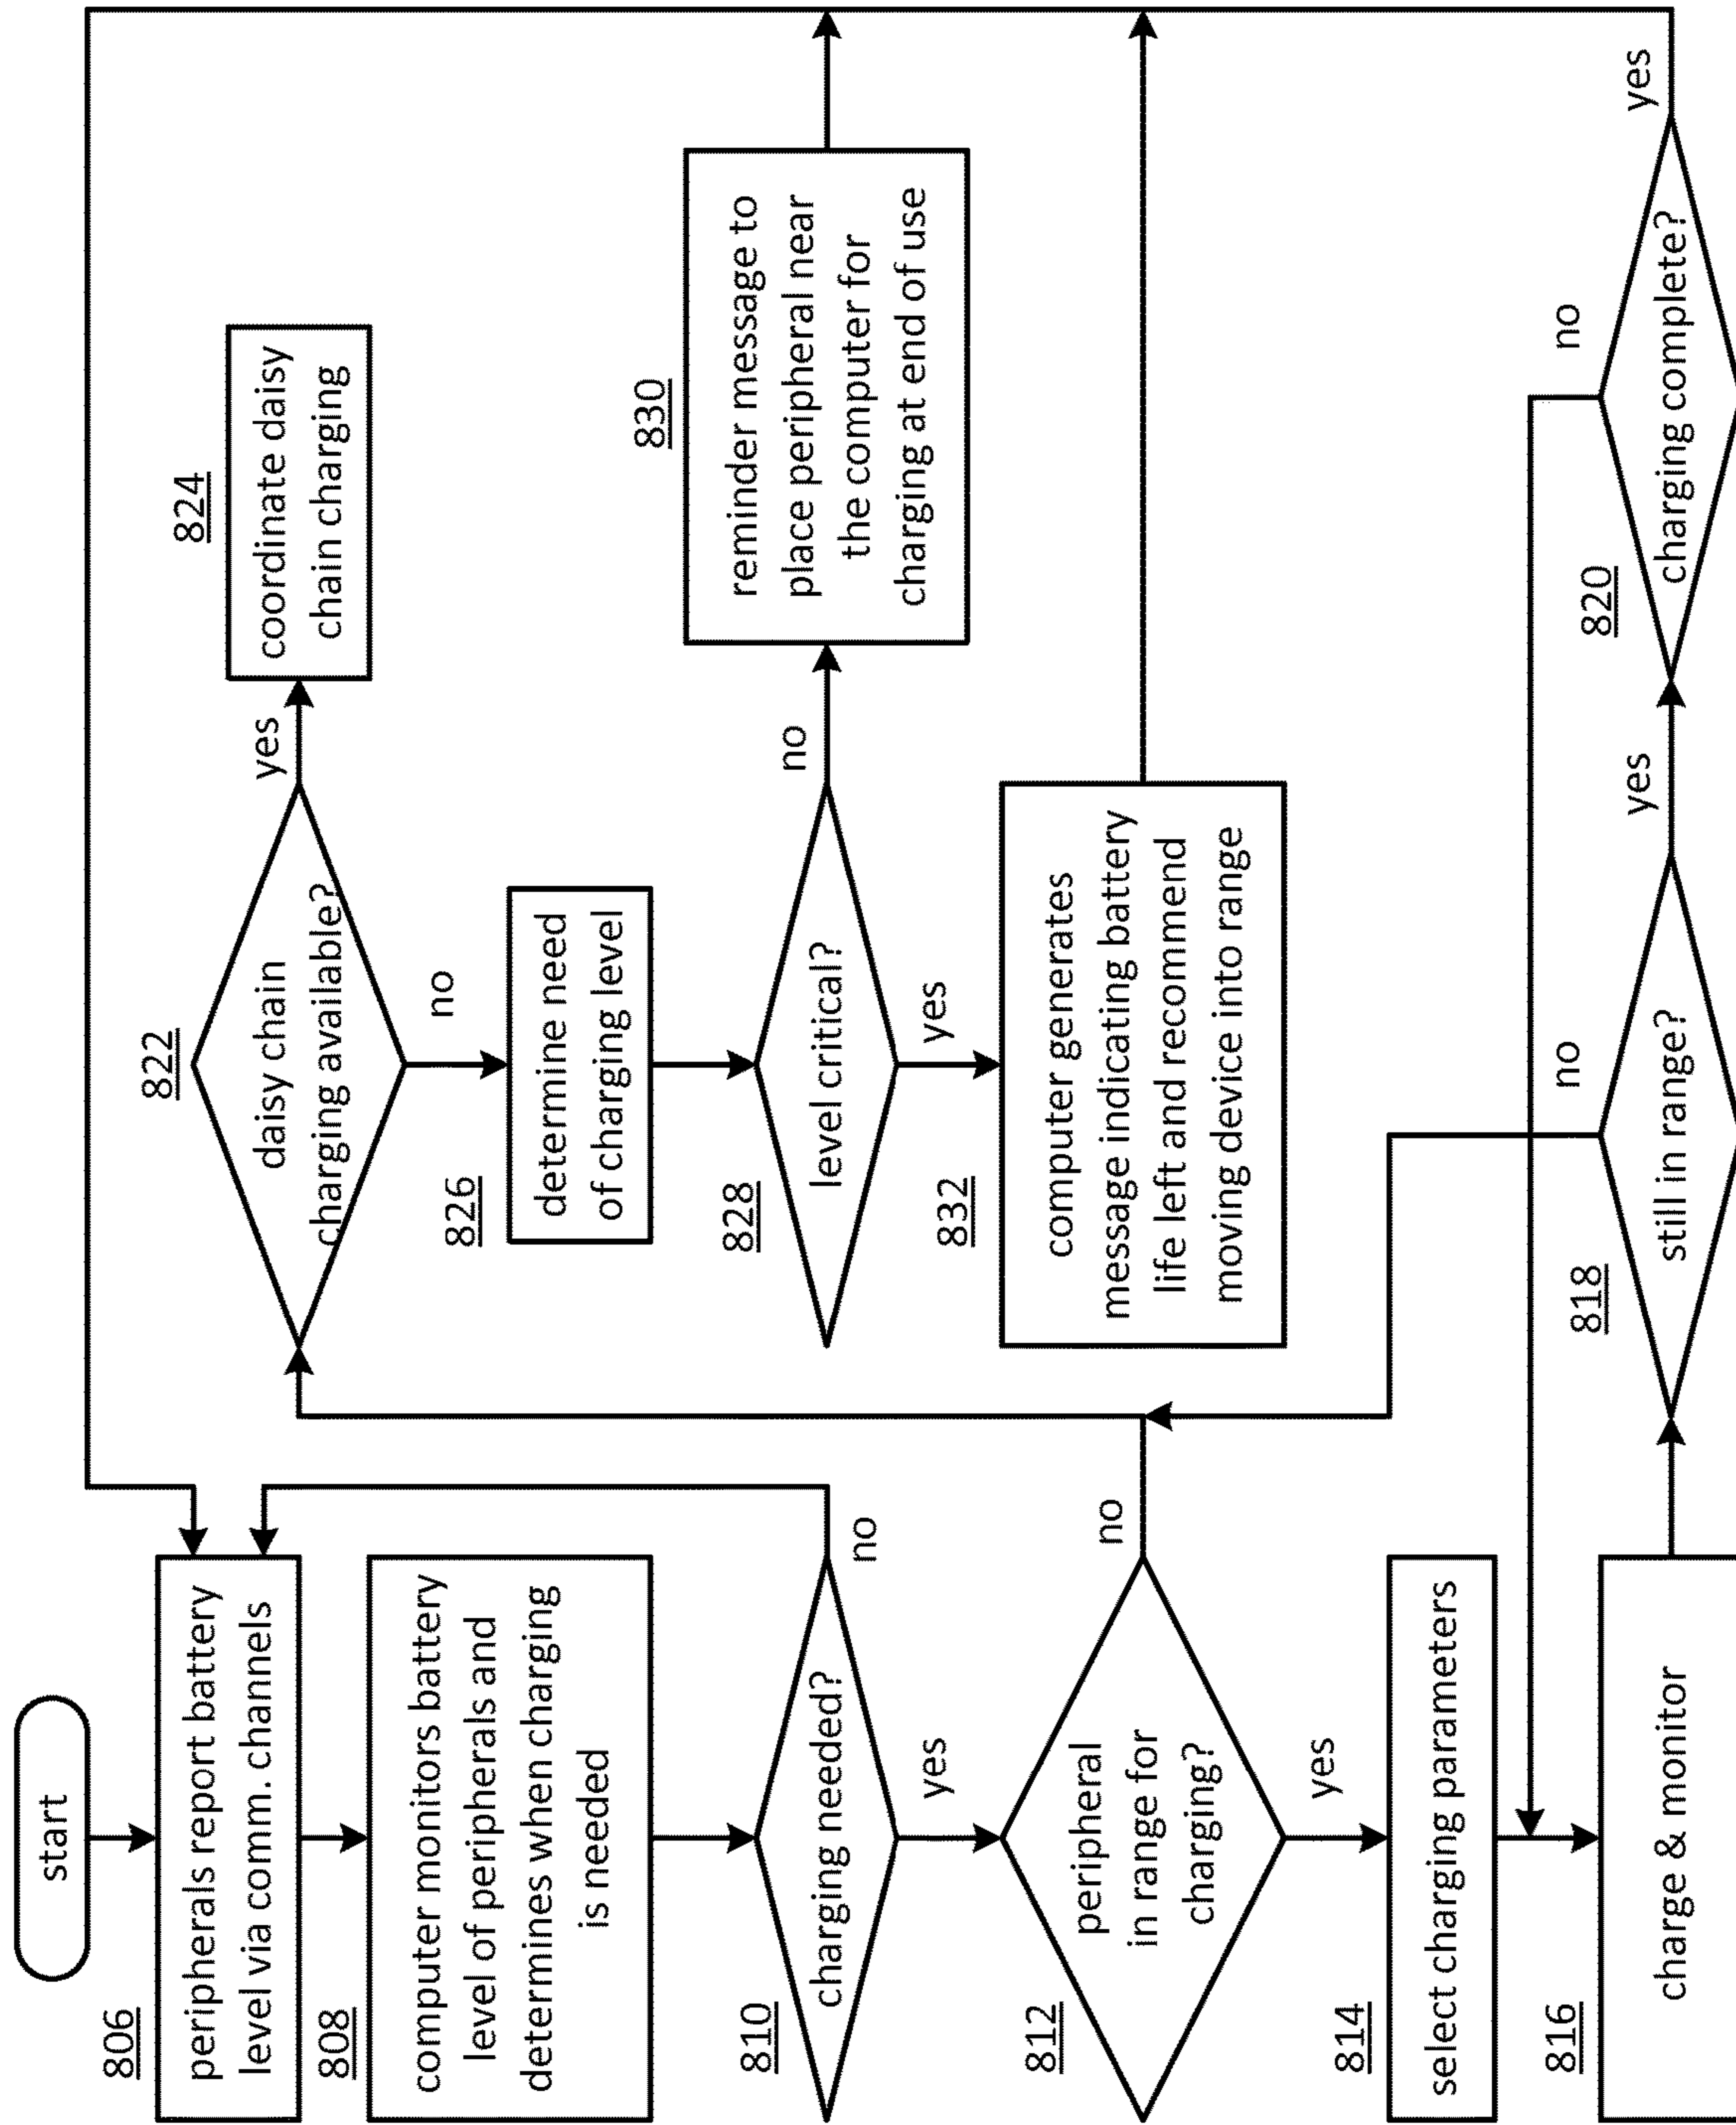 start
806
peripherals report battery
level via comm. channels
808
computer monitors battery
level of peripherals and
determines when charging
is needed
810
charging needed?
no
yes
812
peripheral
in range for
charging?
no
yes
814
select charging parameters
816
charge & monitor
818
still in range?
no
yes
820
charging complete?
no
yes
822
daisy chain
charging available?
yes
no
824
coordinate daisy
chain charging
826
determine need
of charging level
828
level critical?
no
yes
830
reminder message to
place peripheral near
the computer for
charging at end of use
832
computer generates
message indicating battery
life left and recommend
moving device into range